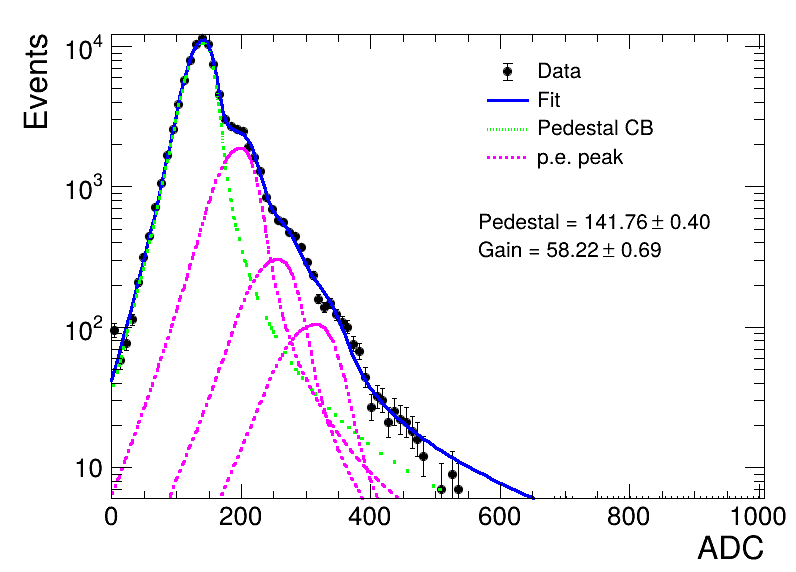 Events
10⁴
10³
10²
10
Data
Fit
Pedestal CB
p.e. peak
Pedestal = 141.76 ± 0.40
Gain = 58.22 ± 0.69
0 200 400 600 800 1000
ADC